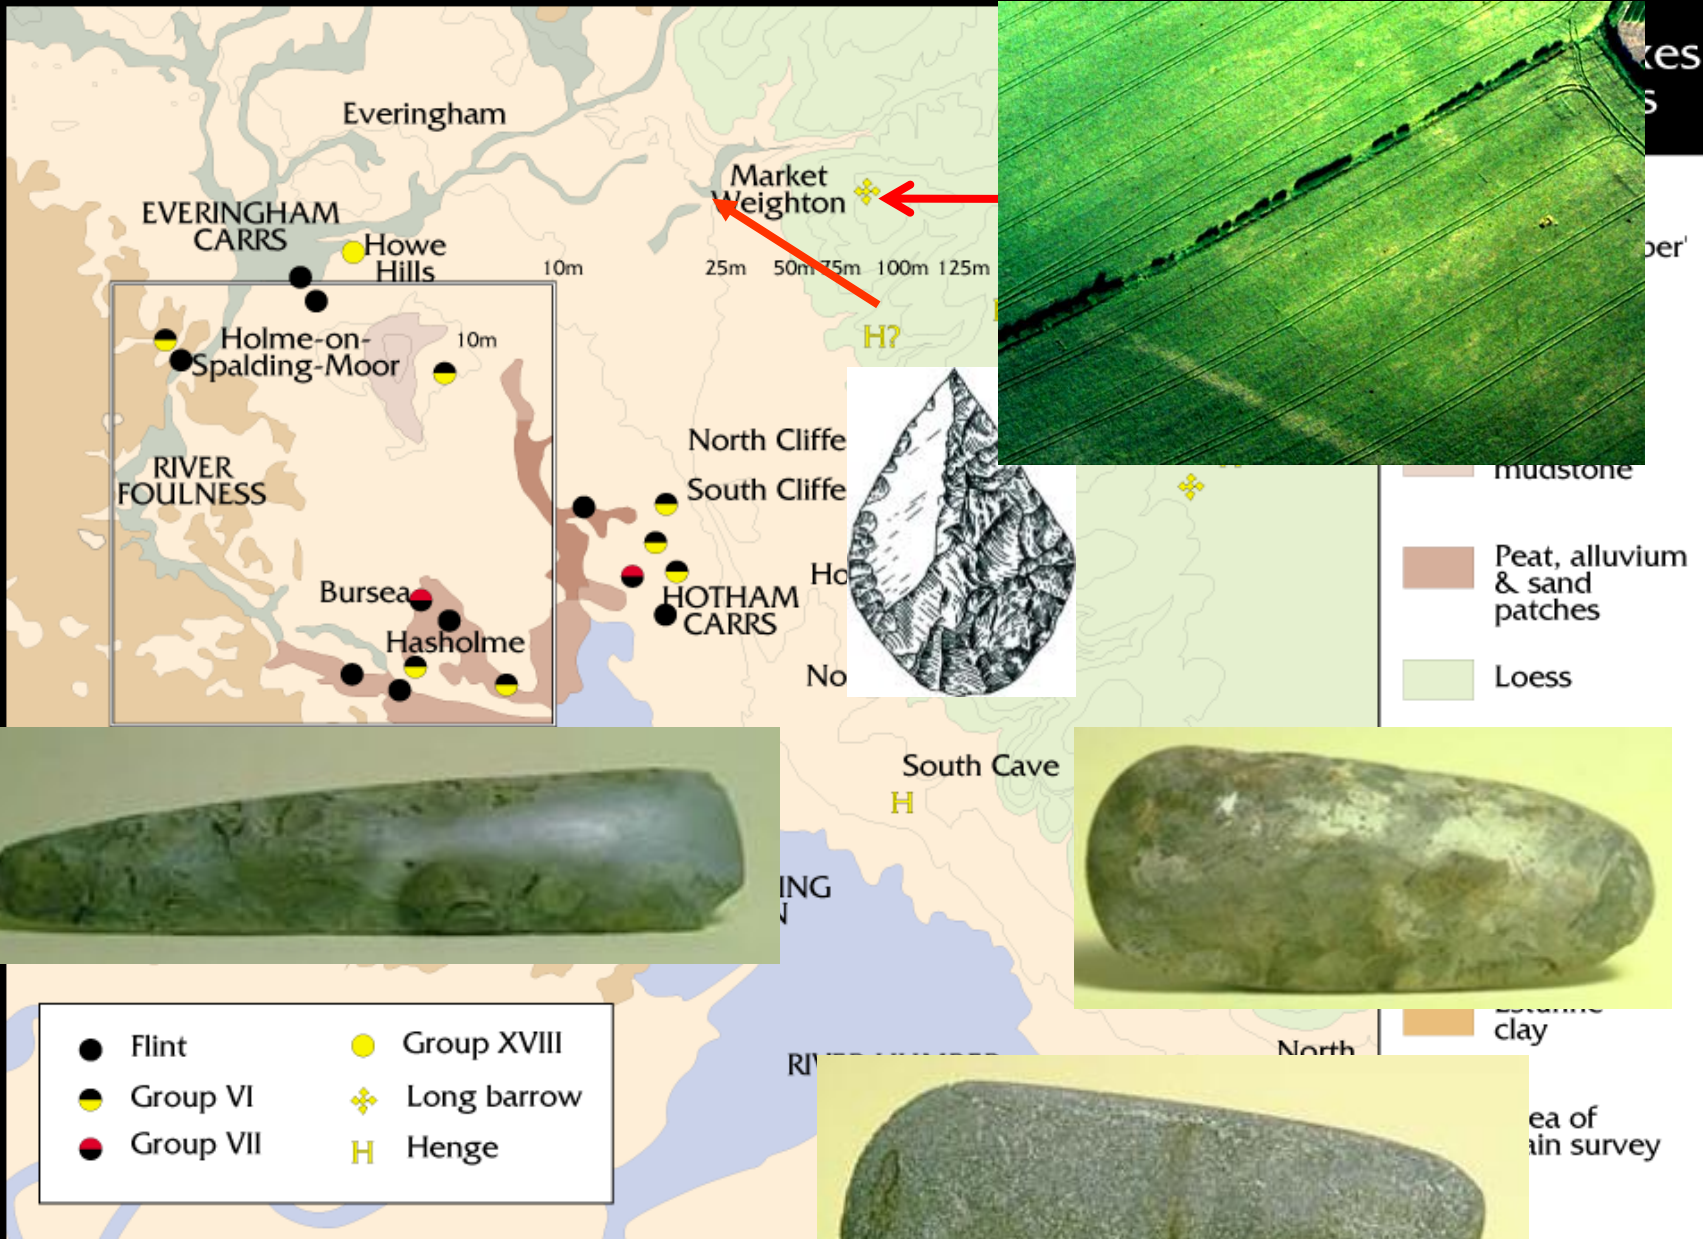 Everingham
Market
Weighton
EVERINGHAM
CARRS
Howe
Hills
10m
25m
50m
75m
100m
125m
H?
Holme-on-
Spalding-Moor
10m
North Cliffe
RIVER
FOULNESS
South Cliffe
mudstone
Peat, alluvium
& sand
patches
Bursea
HOTHAM
CARRS
Hasholme
Loess
South Cave
H
clay
North
Flint
Group XVIII
Group VI
Long barrow
Group VII
H
Henge